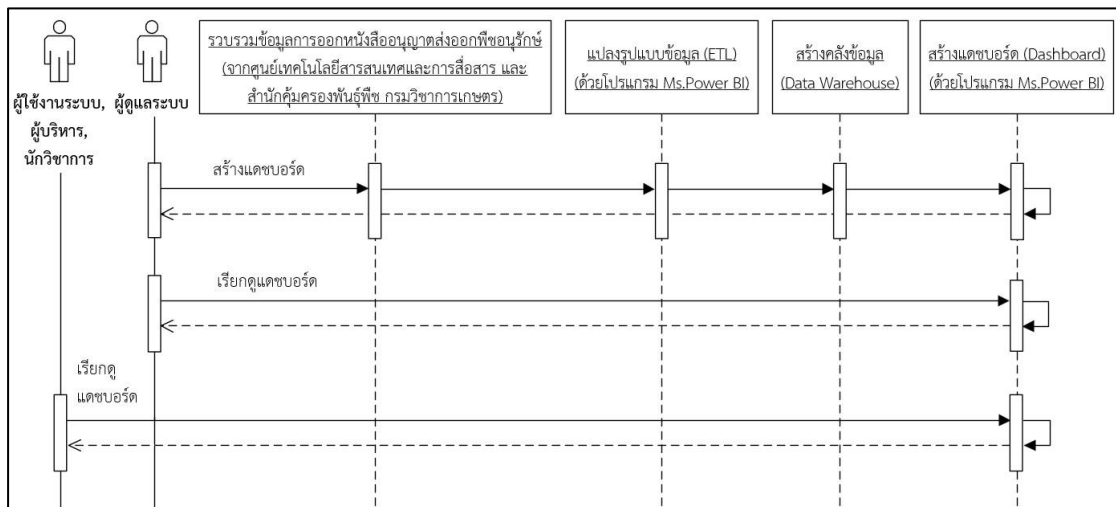 ผู้ใช้งานระบบ,
ผู้บริหาร,
นักวิชาการ
ผู้ดูแลระบบ
รวบรวมข้อมูลการออกหนังสืออนุญาตส่งออกพืชอนุรักษ์
(จากศูนย์เทคโนโลยีสารสนเทศและการสื่อสาร และ
สำนักคุ้มครองพันธุ์พืช กรมวิชาการเกษตร)
แปลงรูปแบบข้อมูล (ETL)
(ด้วยโปรแกรม Ms.Power BI)
สร้างคลังข้อมูล
(Data Warehouse)
สร้างแดชบอร์ด (Dashboard)
(ด้วยโปรแกรม Ms.Power BI)
สร้างแดชบอร์ด
เรียกดูแดชบอร์ด
เรียกดู
แดชบอร์ด